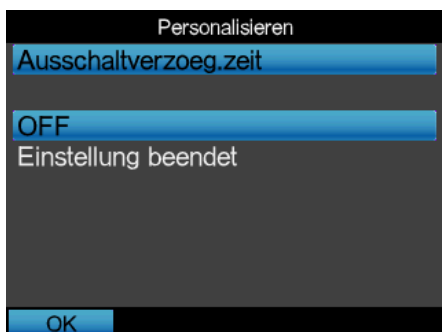 Personalisieren
Ausschaltverzoeg.zeit
OFF
Einstellung beendet
OK